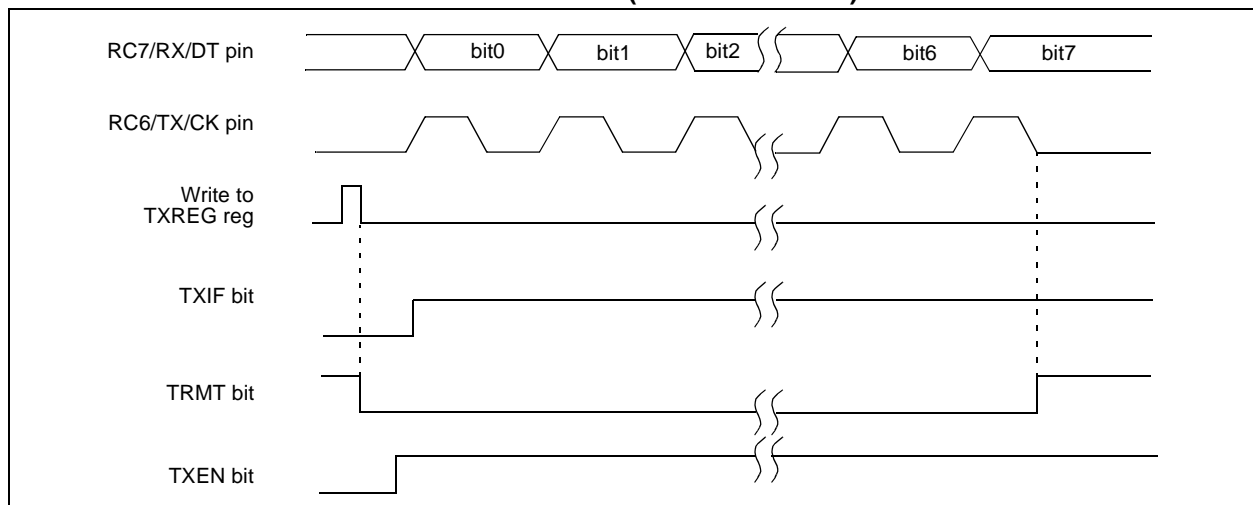 RC7/RX/DT pin
bit0 bit1 bit2 bit6 bit7
RC6/TX/CK pin
Write to
TXREG reg
TXIF bit
TRMT bit
TXEN bit